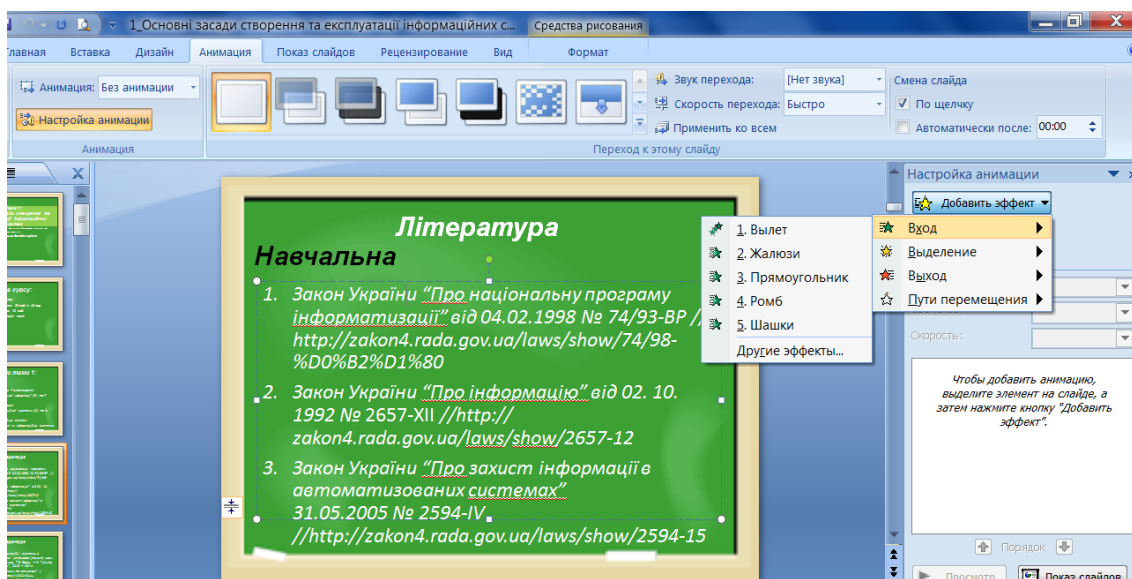 1_Основні засади створення та експлуатації інформаційних с... Средства рисования
Главная Вставка Дизайн Анимация Показ слайдов Рецензирование Вид Формат
Анимация: Без анимации
Настройка анимации
Анимация
Звук перехода: [Нет звука]
Скорость перехода: Быстро
Применить ко всем
Переход к этому слайду
Смена слайда
По щелчку
Автоматически после: 00:00
Література
Навчальна
1. Закон України “Про національну програму
інформатизації” від 04.02.1998 № 74/93-ВР //
http://zakon4.rada.gov.ua/laws/show/74/98-
%D0%B2%D1%80
2. Закон України “Про інформацію” від 02. 10.
1992 № 2657-XII //http://
zakon4.rada.gov.ua/laws/show/2657-12
3. Закон України “Про захист інформації в
автоматизованих системах”
31.05.2005 № 2594-IV
//http://zakon4.rada.gov.ua/laws/show/2594-15
1. Вылет
2. Жалюзи
3. Прямоугольник
4. Ромб
5. Шашки
Другие эффекты...
Настройка анимации
Добавить эффект
Вход
Выделение
Выход
Пути перемещения
Скорость:
Чтобы добавить анимацию,
выделите элемент на слайде, а
затем нажмите кнопку "Добавить
эффект".
Порядок
Просмотр Показ слайдов